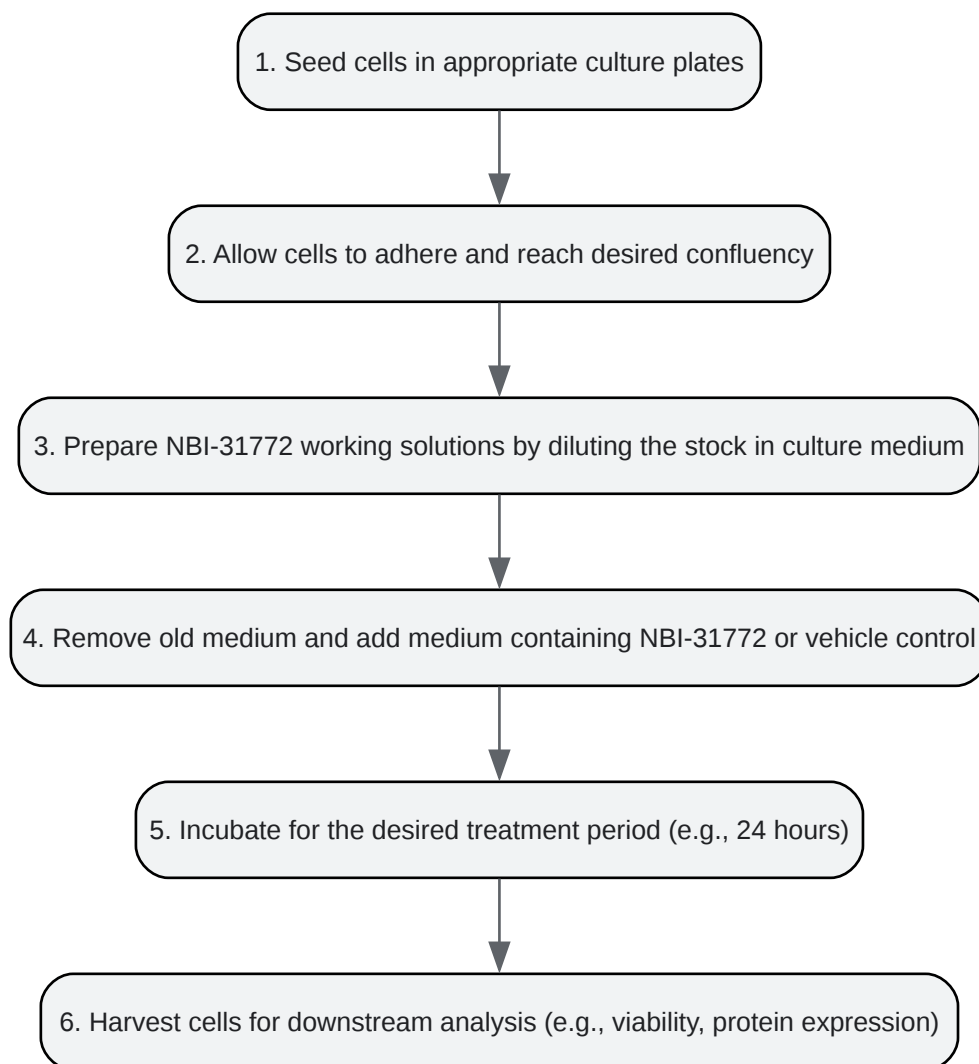 1. Seed cells in appropriate culture plates
2. Allow cells to adhere and reach desired confluency
3. Prepare NBI-31772 working solutions by diluting the stock in culture medium
4. Remove old medium and add medium containing NBI-31772 or vehicle control
5. Incubate for the desired treatment period (e.g., 24 hours)
6. Harvest cells for downstream analysis (e.g., viability, protein expression)